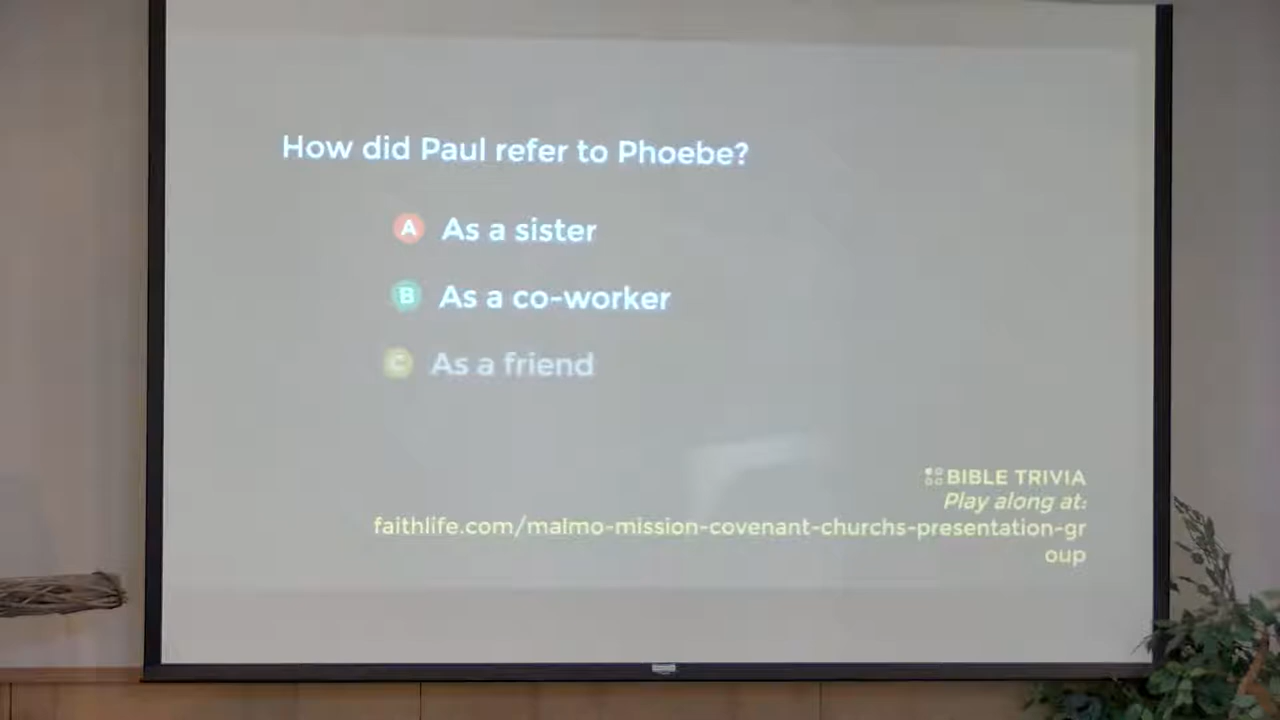 How did Paul refer to Phoebe?
A As a sister
B As a co-worker
C As a friend
BIBLE TRIVIA
Play along at:
faithlife.com/malmo-mission-covenant-churchs-presentation-gr
oup